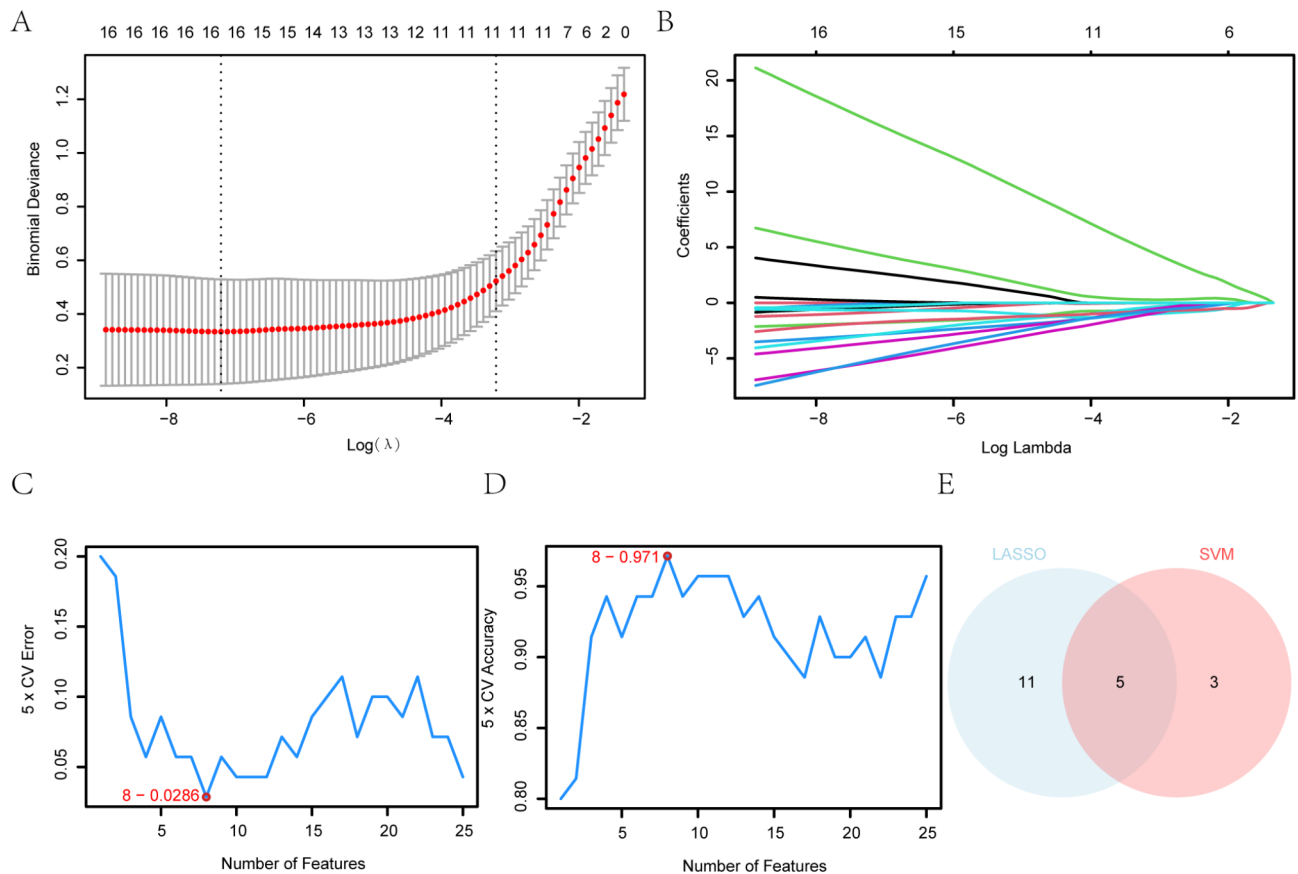 A
16 16 16 16 16 16 15 15 14 13 13 13 12 11 11 11 11 11 7 6 2 0
Binomial Deviance
1.2
1.0
0.8
0.6
0.4
0.2
−8 −6 −4 −2
Log(λ)
B
16 15 11 6
Coefficients
20
15
10
5
0
−5
−8 −6 −4 −2
Log Lambda
C
5 x CV Error
0.20
0.15
0.10
0.05
8 − 0.0286
5 10 15 20 25
Number of Features
D
5 x CV Accuracy
0.95
0.90
0.85
0.80
8 − 0.971
5 10 15 20 25
Number of Features
E
LASSO SVM
11 5 3